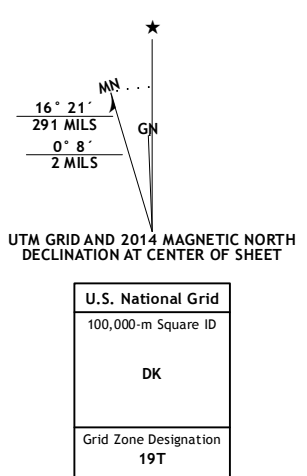 ★
MN
GN
16° 21´
291 MILS
0° 8´
2 MILS
UTM GRID AND 2014 MAGNETIC NORTH
DECLINATION AT CENTER OF SHEET
U.S. National Grid
100,000-m Square ID
DK
Grid Zone Designation
19T